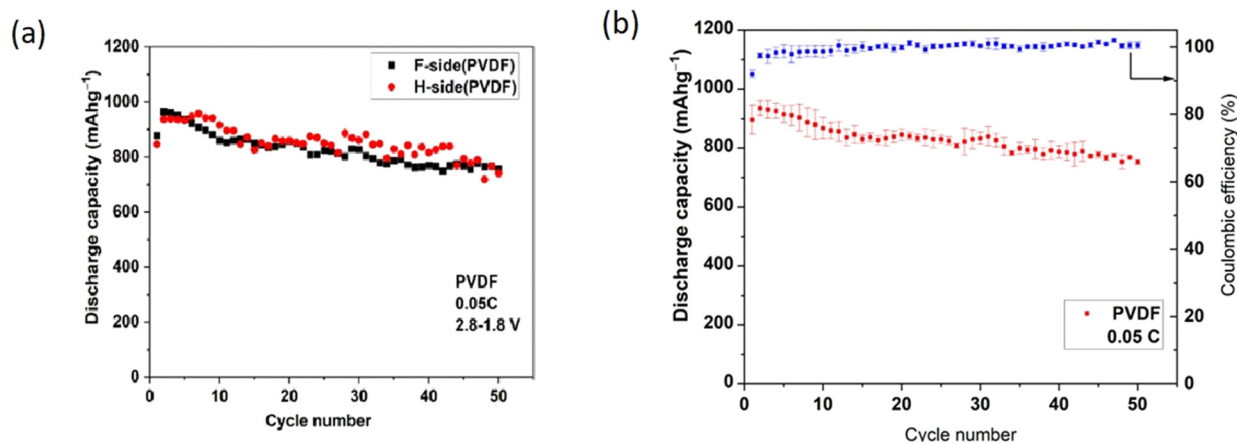 (a)
1200
1000
800
600
400
200
0
Discharge capacity (mAhg⁻¹)
F-side(PVDF)
H-side(PVDF)
PVDF
0.05C
2.8-1.8 V
0 10 20 30 40 50
Cycle number
(b)
1200
1000
800
600
400
200
0
Discharge capacity (mAhg⁻¹)
PVDF
0.05 C
100
80
60
40
20
0
Coulombic efficiency (%)
0 10 20 30 40 50
Cycle number